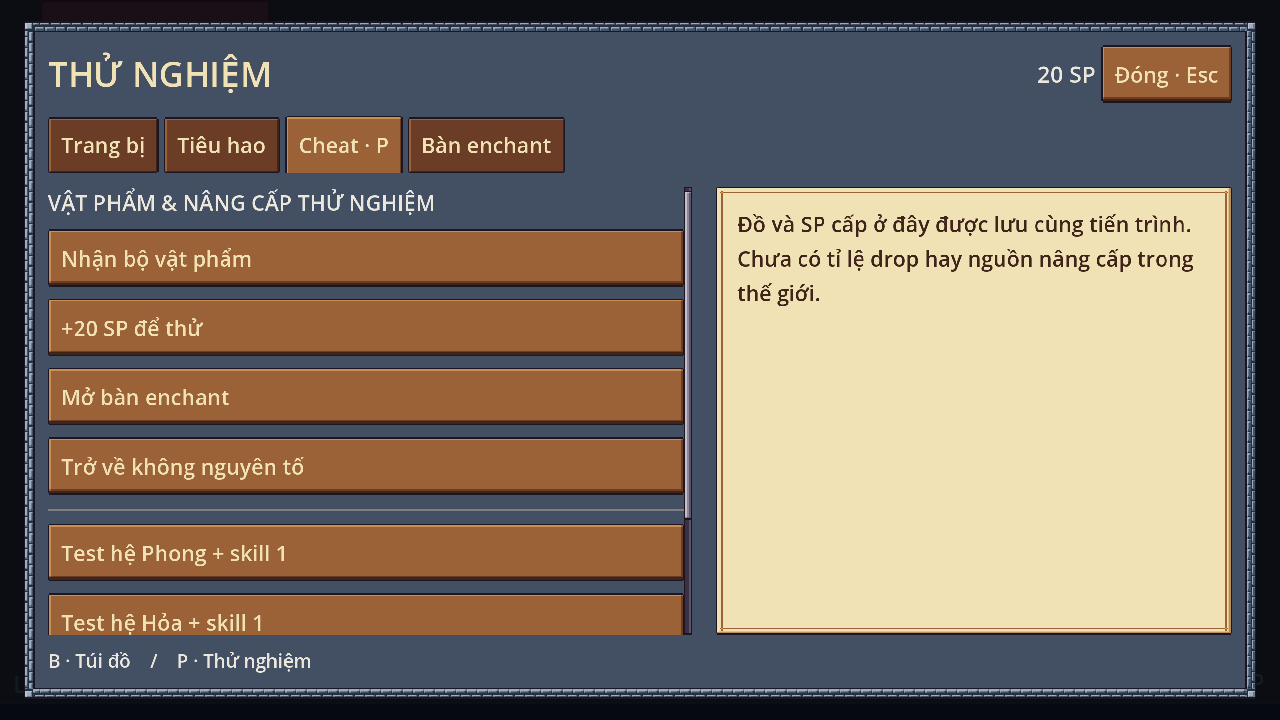 THỬ NGHIỆM
20 SP
Đóng · Esc
Trang bị
Tiêu hao
Cheat · P
Bàn enchant
VẬT PHẨM & NÂNG CẤP THỬ NGHIỆM
Nhận bộ vật phẩm
+20 SP để thử
Mở bàn enchant
Trở về không nguyên tố
Test hệ Phong + skill 1
Test hệ Hỏa + skill 1
Đồ và SP cấp ở đây được lưu cùng tiến trình.
Chưa có tỉ lệ drop hay nguồn nâng cấp trong
thế giới.
B · Túi đồ / P · Thử nghiệm